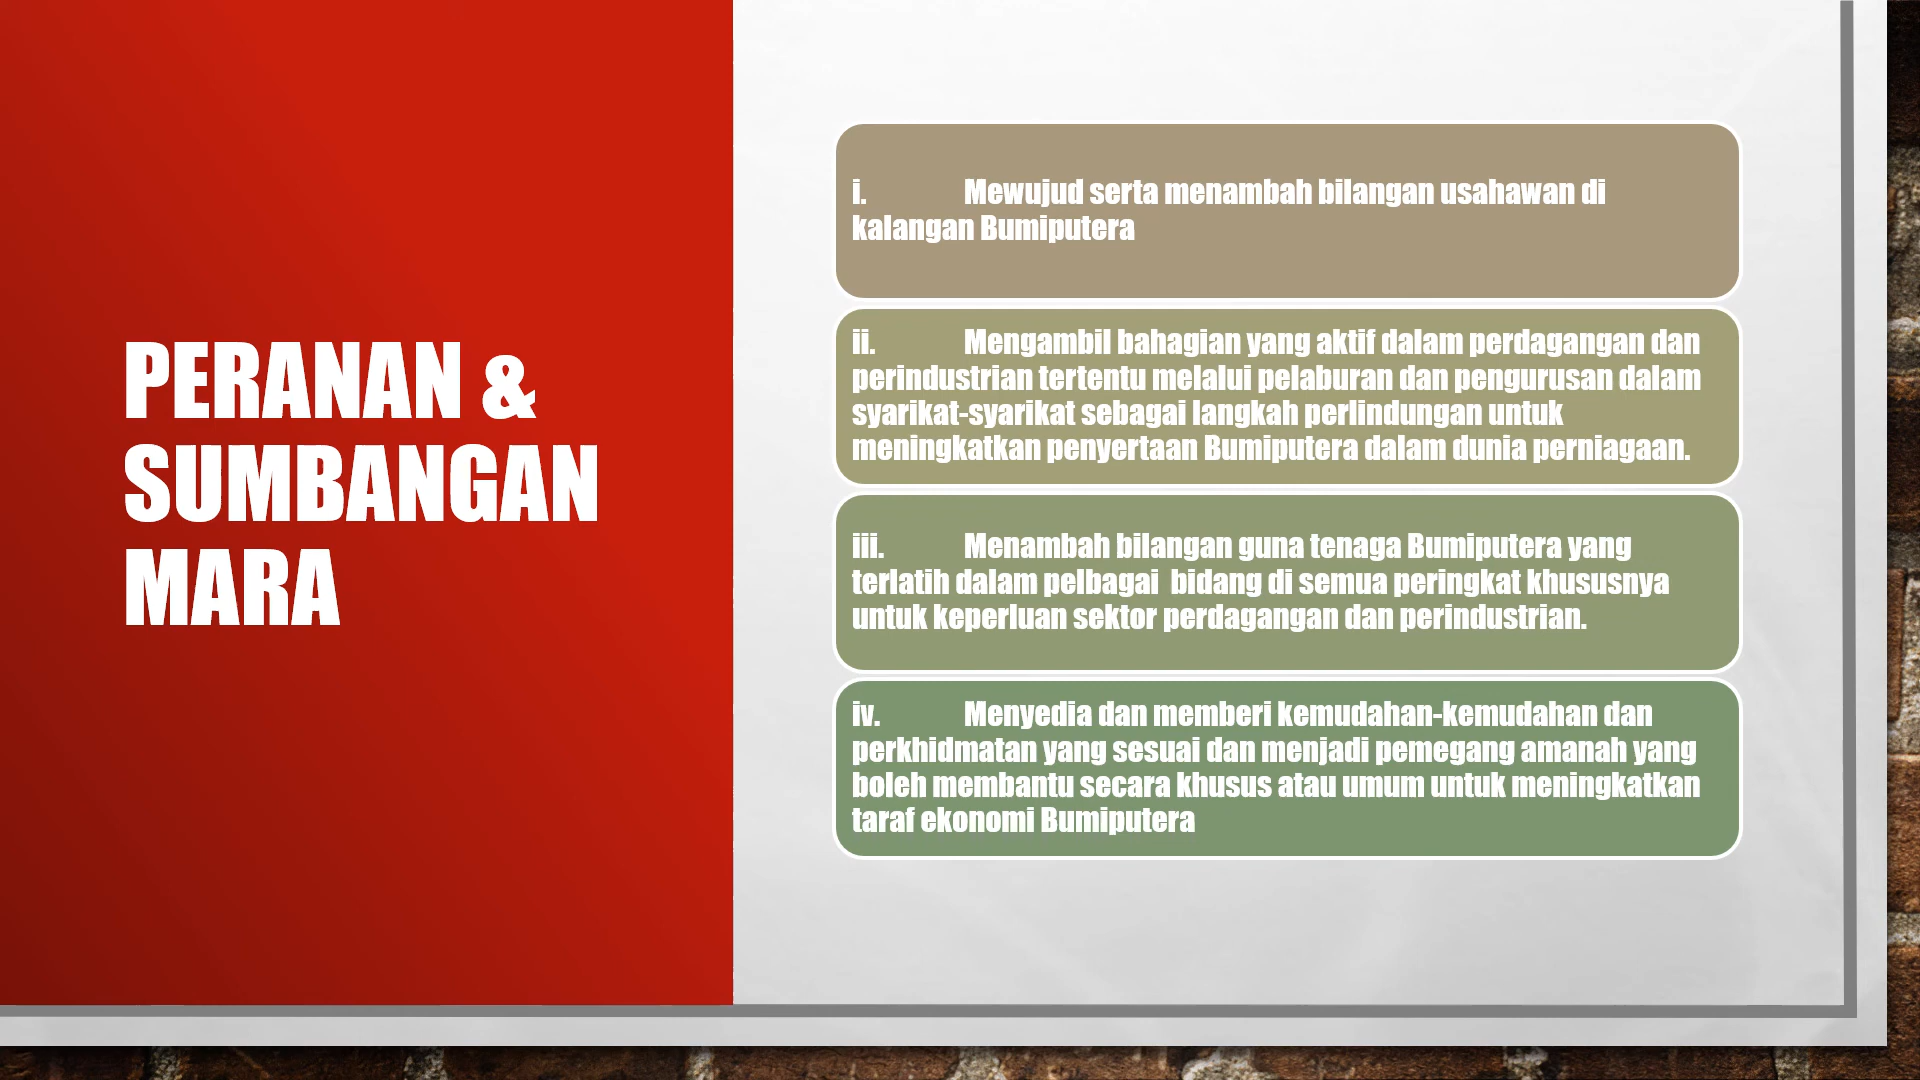 PERANAN &
SUMBANGAN
MARA
i. Mewujud serta menambah bilangan usahawan di
kalangan Bumiputera
ii. Mengambil bahagian yang aktif dalam perdagangan dan
perindustrian tertentu melalui pelaburan dan pengurusan dalam
syarikat-syarikat sebagai langkah perlindungan untuk
meningkatkan penyertaan Bumiputera dalam dunia perniagaan.
iii. Menambah bilangan guna tenaga Bumiputera yang
terlatih dalam pelbagai  bidang di semua peringkat khususnya
untuk keperluan sektor perdagangan dan perindustrian.
iv. Menyedia dan memberi kemudahan-kemudahan dan
perkhidmatan yang sesuai dan menjadi pemegang amanah yang
boleh membantu secara khusus atau umum untuk meningkatkan
taraf ekonomi Bumiputera